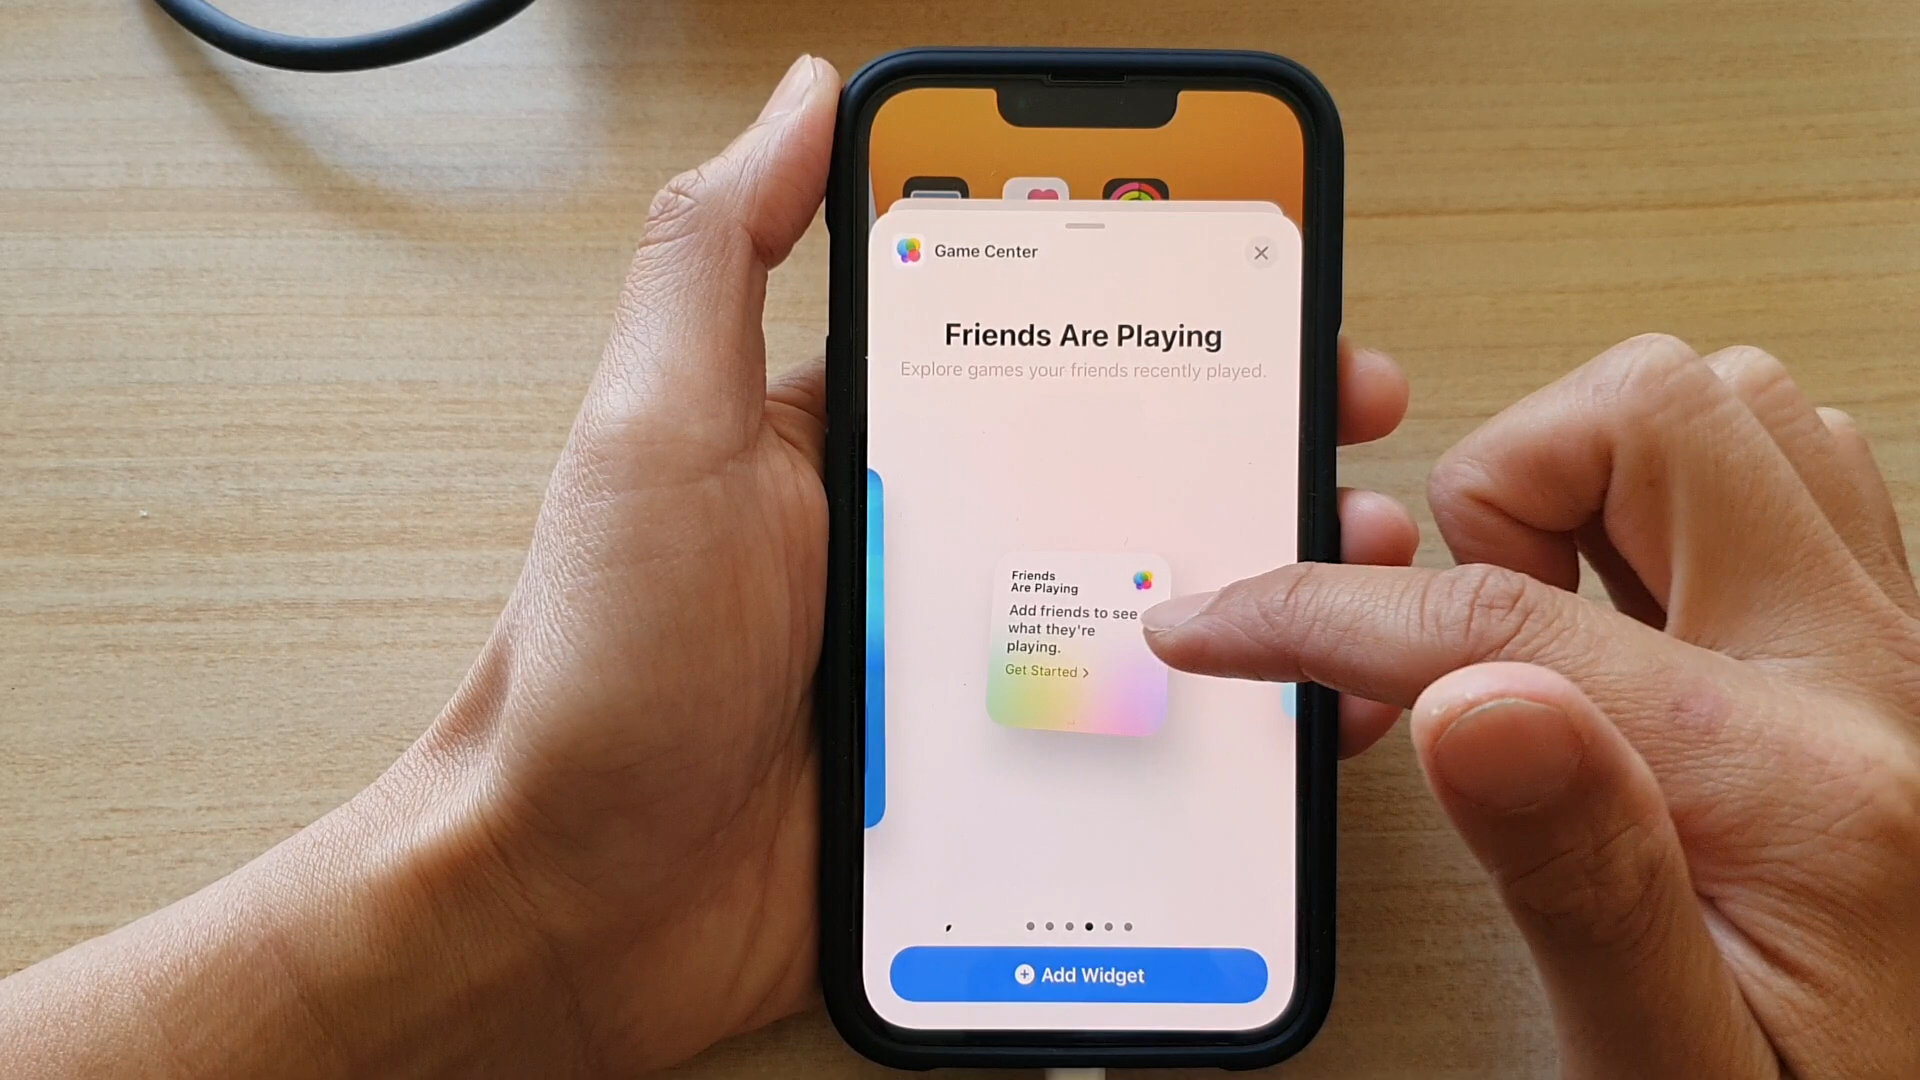 Game Center
Friends Are Playing
Explore games your friends recently played.
Friends
Are Playing
Add friends to see
what they're
playing.
Get Started >
Add Widget